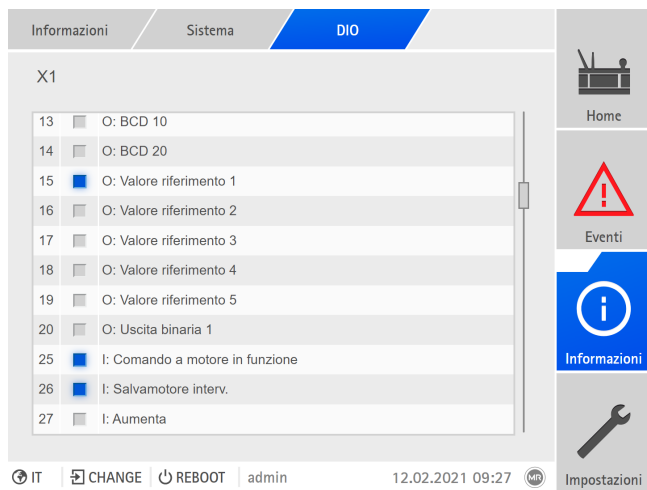 Informazioni
Sistema
DIO
X1
13 O: BCD 10
14 O: BCD 20
15 O: Valore riferimento 1
16 O: Valore riferimento 2
17 O: Valore riferimento 3
18 O: Valore riferimento 4
19 O: Valore riferimento 5
20 O: Uscita binaria 1
25 I: Comando a motore in funzione
26 I: Salvamotore interv.
27 I: Aumenta
Home
Eventi
Informazioni
Impostazioni
IT CHANGE REBOOT admin 12.02.2021 09:27 MR